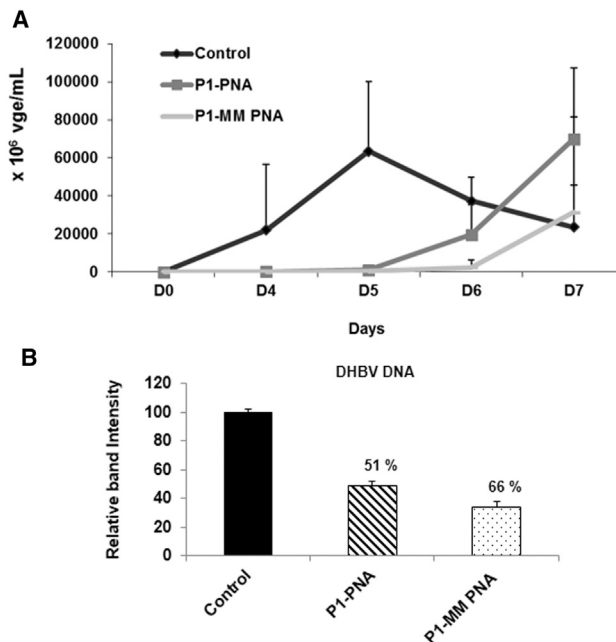 A
120000
100000
80000
60000
40000
20000
0
x 10⁶ vge/mL
Control
P1-PNA
P1-MM PNA
D0 D4 D5 D6 D7
Days
B
DHBV DNA
120
100
80
60
40
20
0
Relative band Intensity
51 %
66 %
Control
P1-PNA
P1-MM PNA